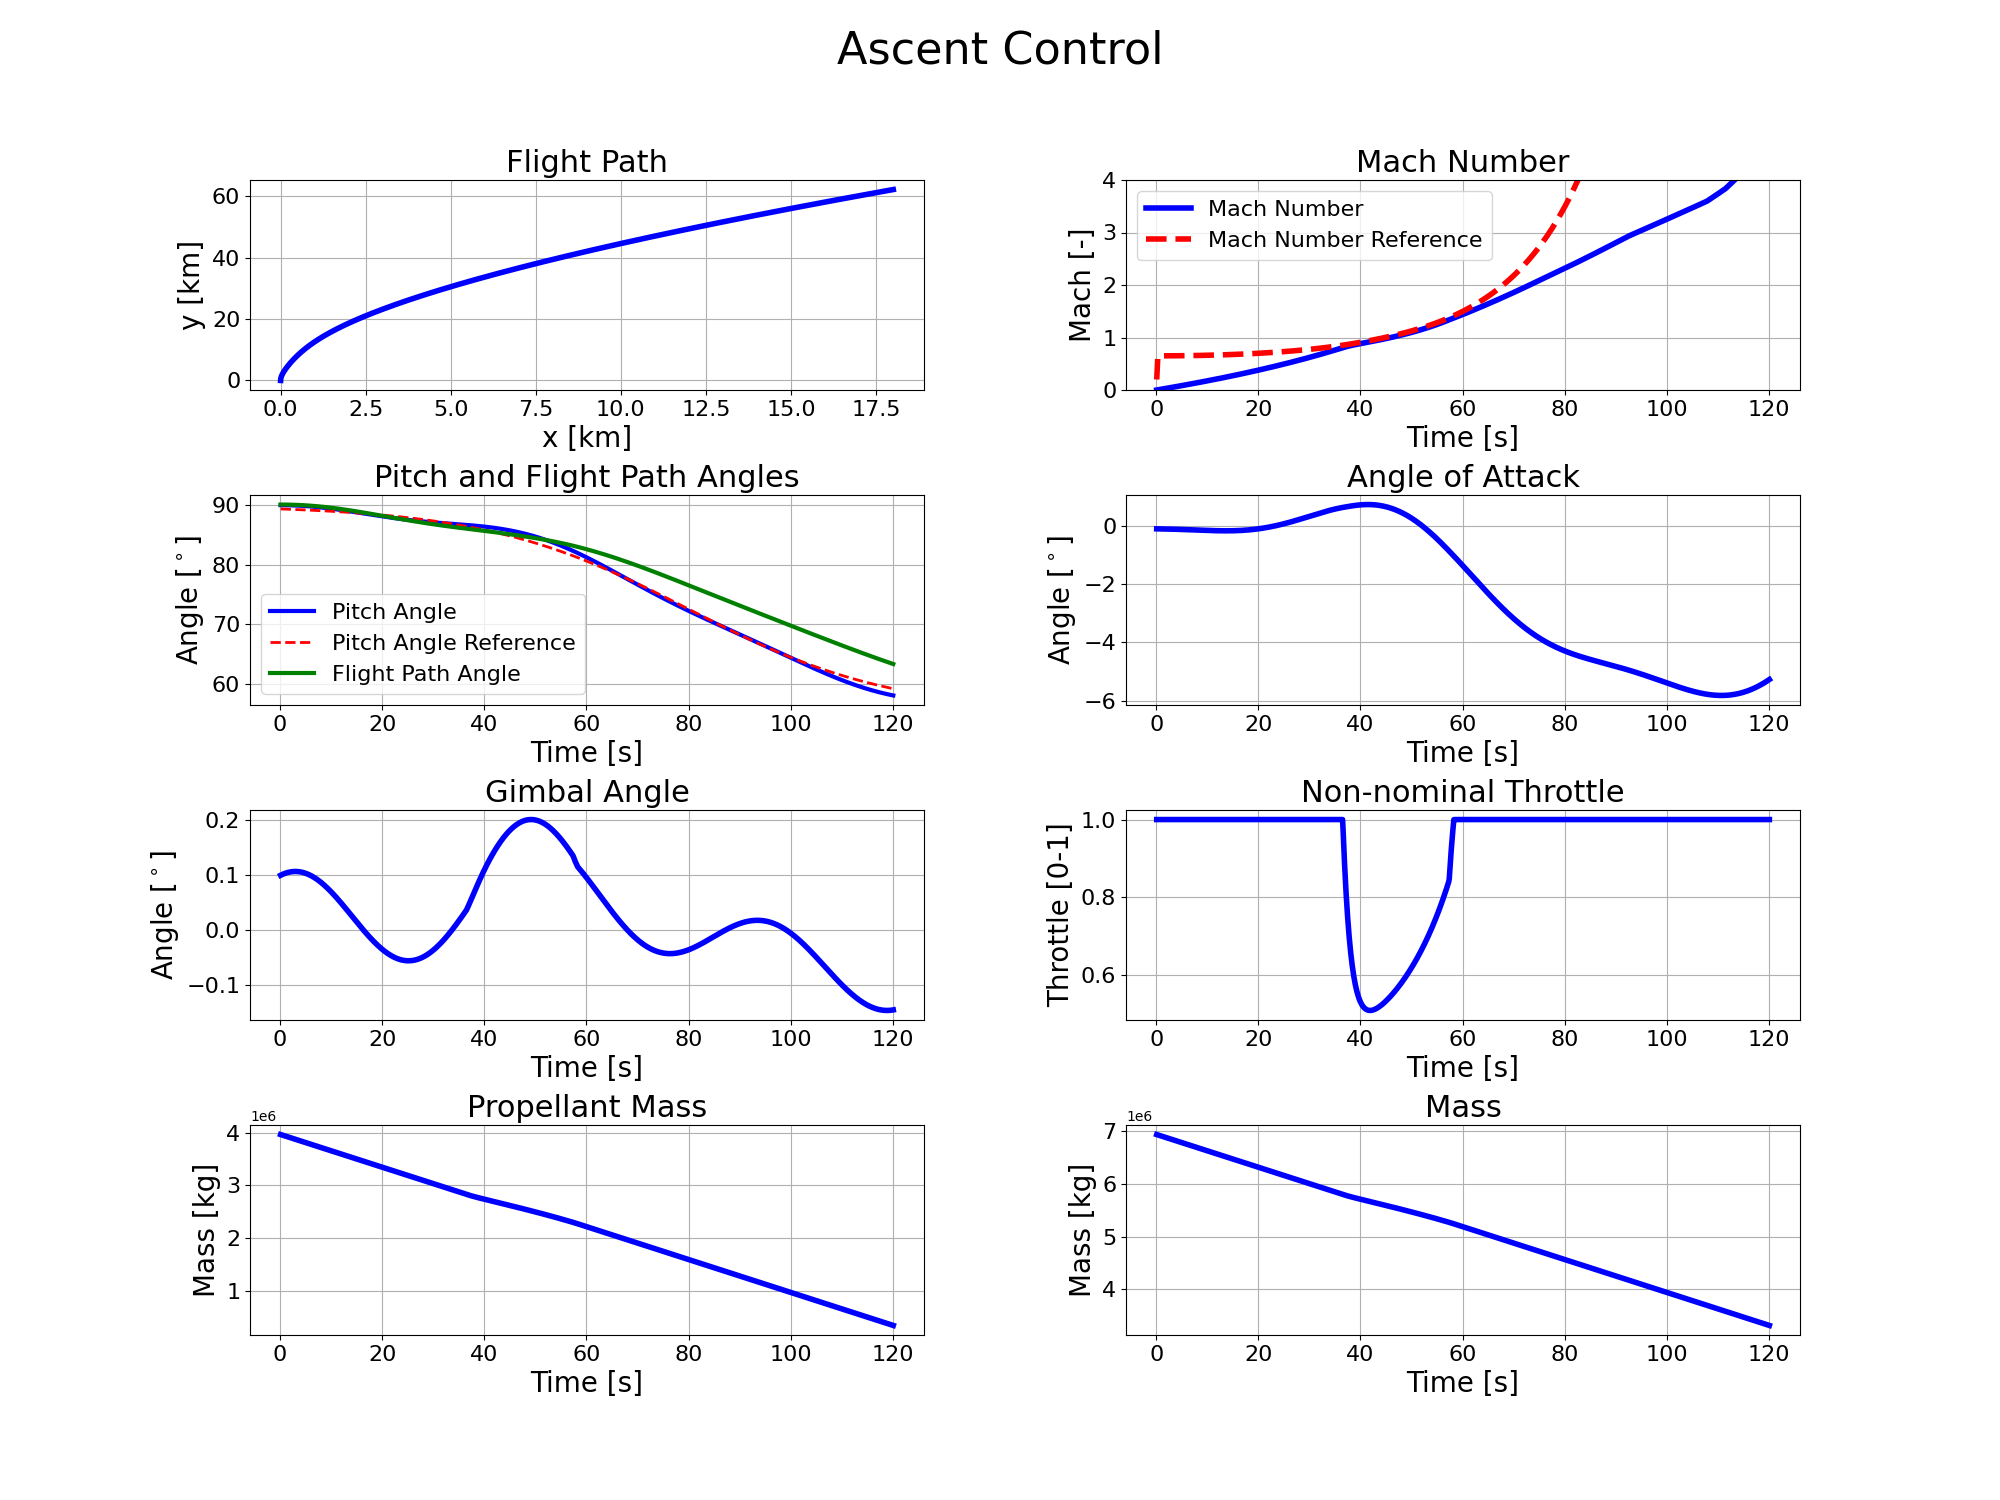 Ascent Control
Flight Path
y [km]
60
40
20
0
0.0 2.5 5.0 7.5 10.0 12.5 15.0 17.5
x [km]
Mach Number
Mach [-]
4
3
2
1
0
Mach Number
Mach Number Reference
0 20 40 60 80 100 120
Time [s]
Pitch and Flight Path Angles
Angle [°]
90
80
70
60
Pitch Angle
Pitch Angle Reference
Flight Path Angle
0 20 40 60 80 100 120
Time [s]
Angle of Attack
Angle [°]
0
−2
−4
−6
0 20 40 60 80 100 120
Time [s]
Gimbal Angle
Angle [°]
0.2
0.1
0.0
−0.1
0 20 40 60 80 100 120
Time [s]
Non-nominal Throttle
Throttle [0-1]
1.0
0.8
0.6
0 20 40 60 80 100 120
Time [s]
Propellant Mass
1e6
Mass [kg]
4
3
2
1
0 20 40 60 80 100 120
Time [s]
Mass
1e6
Mass [kg]
7
6
5
4
0 20 40 60 80 100 120
Time [s]